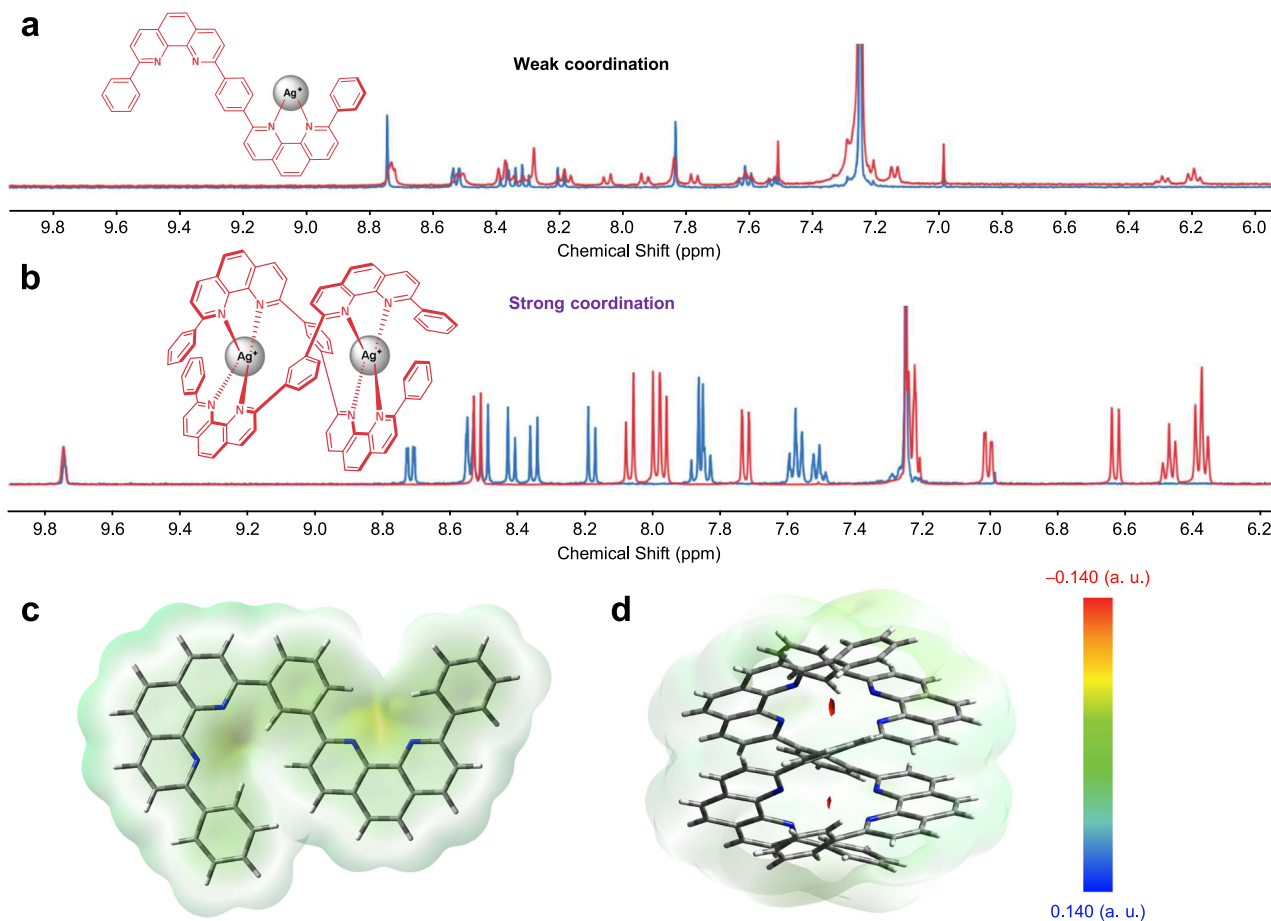 a
Weak coordination
N
N
Ag+
N
N
9.8 9.6 9.4 9.2 9.0 8.8 8.6 8.4 8.2 8.0 7.8 7.6 7.4 7.2 7.0 6.8 6.6 6.4 6.2 6.0
Chemical Shift (ppm)
b
Strong coordination
N
N
N
N
Ag+
Ag+
N
N
N
N
9.8 9.6 9.4 9.2 9.0 8.8 8.6 8.4 8.2 8.0 7.8 7.6 7.4 7.2 7.0 6.8 6.6 6.4 6.2
Chemical Shift (ppm)
c
d
–0.140 (a. u.)
0.140 (a. u.)